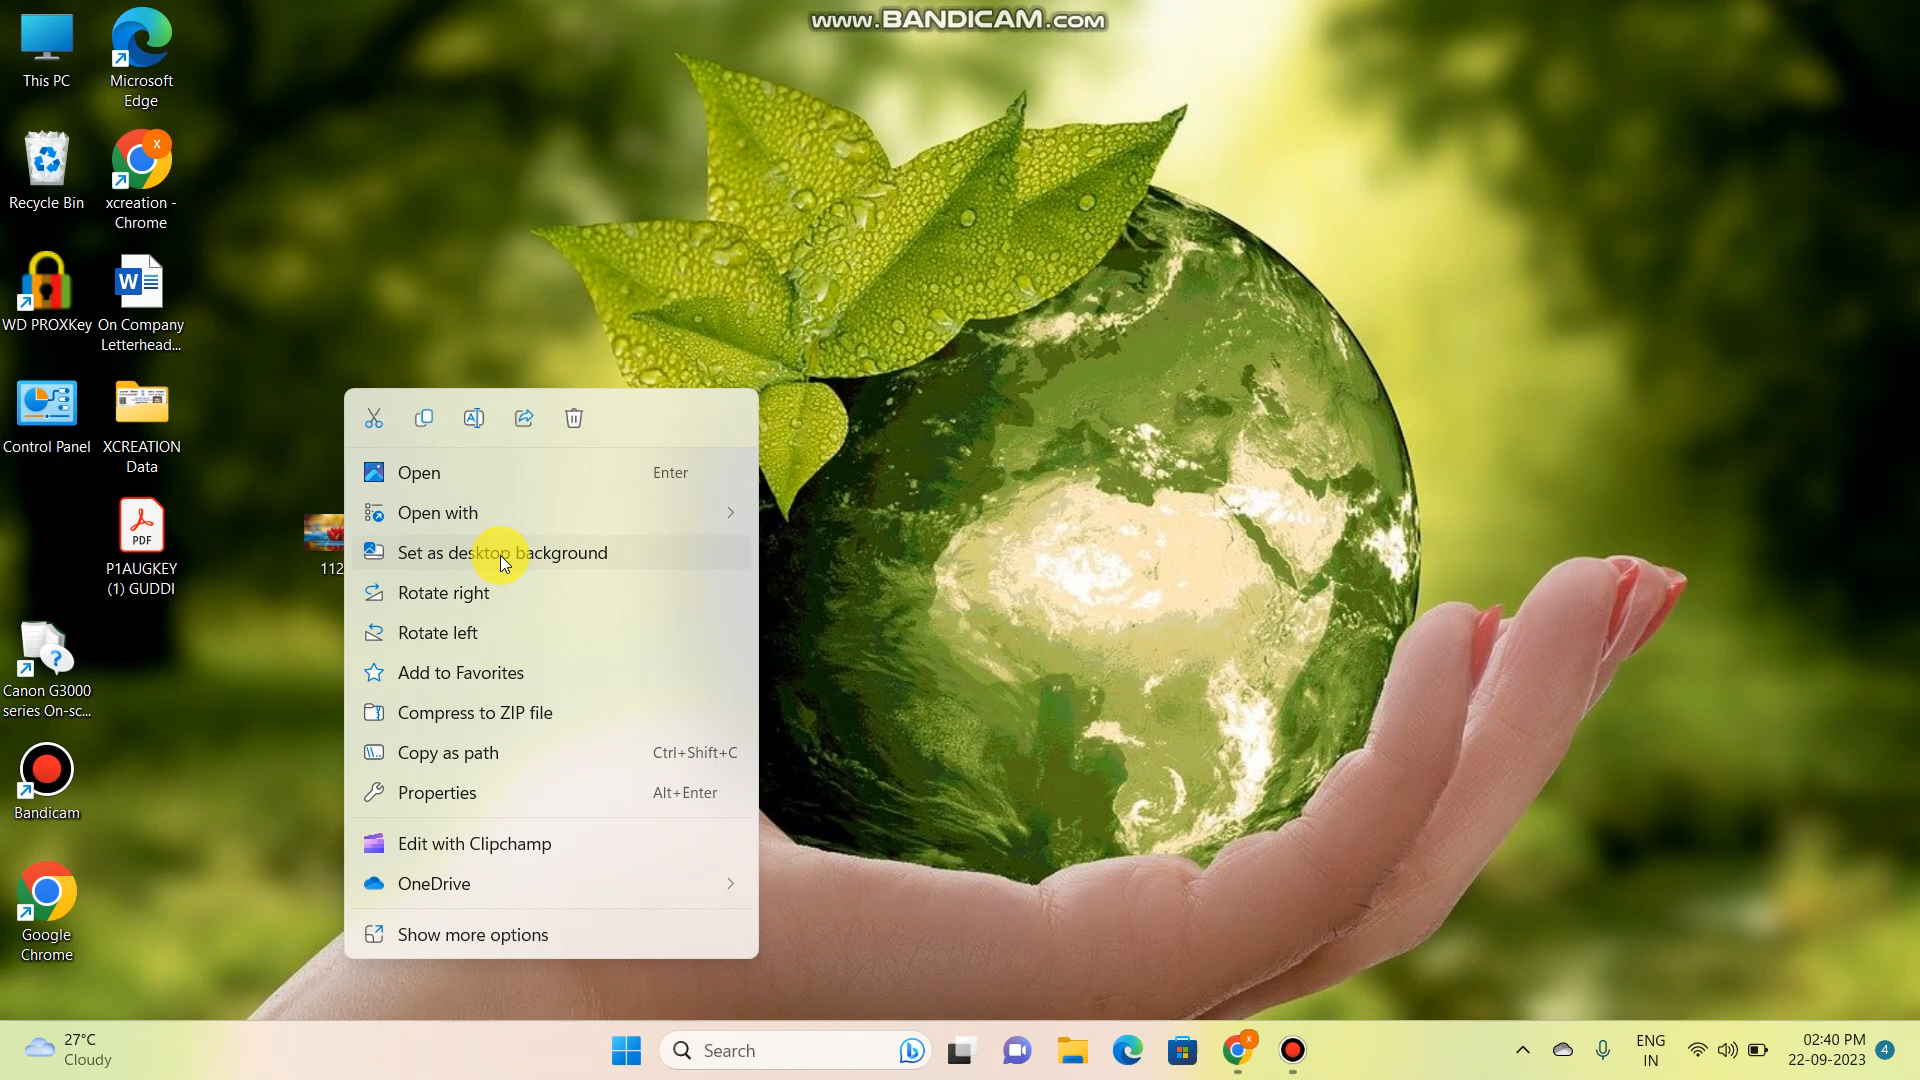 www.BANDICAM.com
This PC
Microsoft
Edge
Recycle Bin
xcreation -
Chrome
WD PROXKey
On Company
Letterhead...
Control Panel
XCREATION
Data
PDF
P1AUGKEY
(1) GUDDI
112
Canon G3000
series On-sc...
Bandicam
Google
Chrome
Open Enter
Open with
Set as desktop background
Rotate right
Rotate left
Add to Favorites
Compress to ZIP file
Copy as path Ctrl+Shift+C
Properties Alt+Enter
Edit with Clipchamp
OneDrive
Show more options
27°C
Cloudy
Search
ENG
IN
02:40 PM
22-09-2023
4